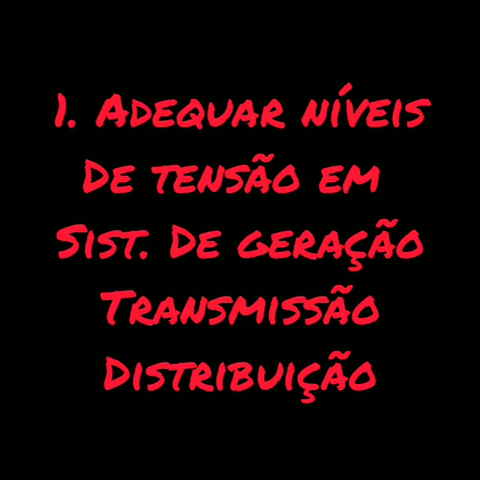 1. Adequar níveis
De tensão em
Sist. De geração
Transmissão
Distribuição